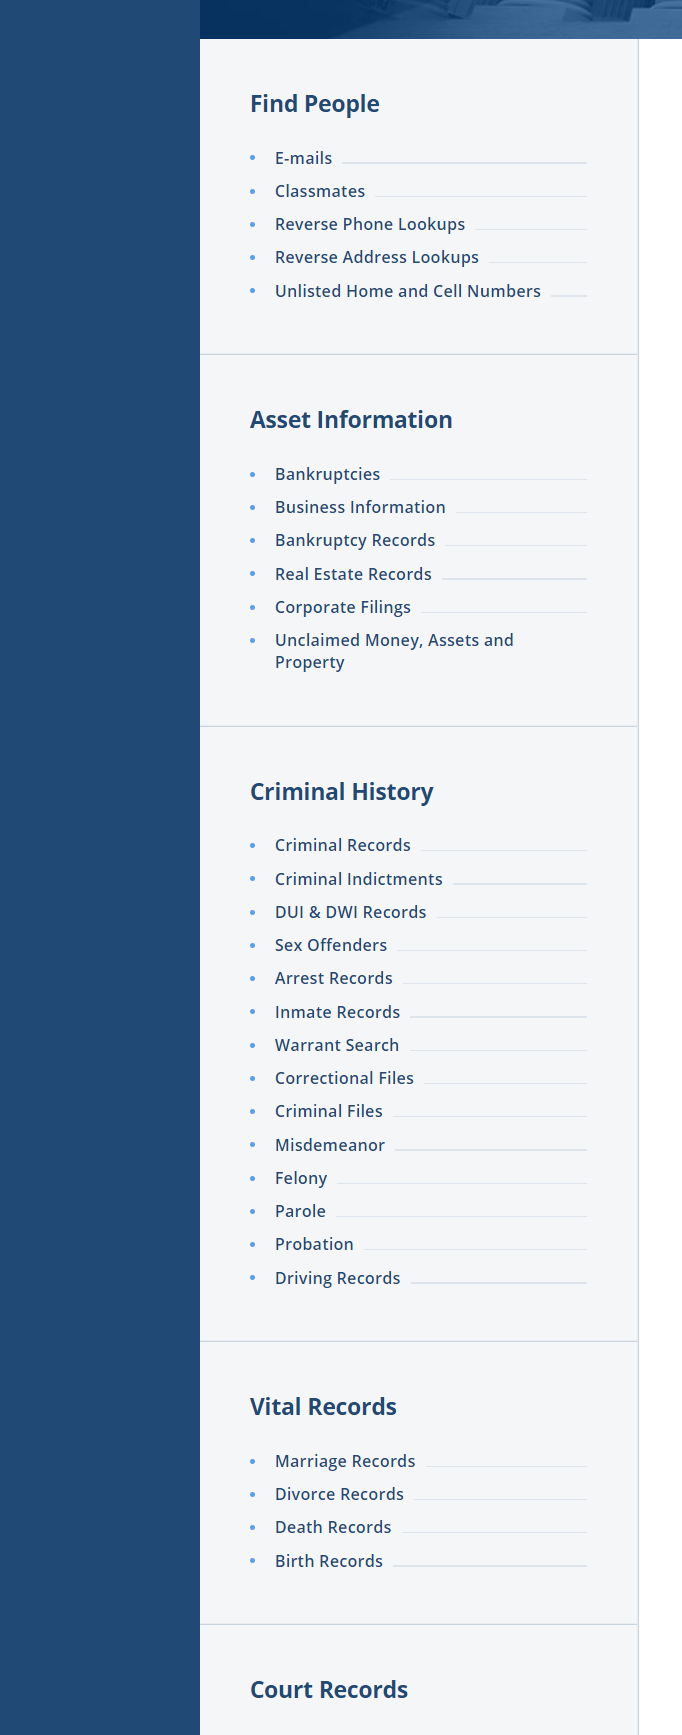 Find People
E-mails
Classmates
Reverse Phone Lookups
Reverse Address Lookups
Unlisted Home and Cell Numbers
Asset Information
Bankruptcies
Business Information
Bankruptcy Records
Real Estate Records
Corporate Filings
Unclaimed Money, Assets and
Property
Criminal History
Criminal Records
Criminal Indictments
DUI & DWI Records
Sex Offenders
Arrest Records
Inmate Records
Warrant Search
Correctional Files
Criminal Files
Misdemeanor
Felony
Parole
Probation
Driving Records
Vital Records
Marriage Records
Divorce Records
Death Records
Birth Records
Court Records